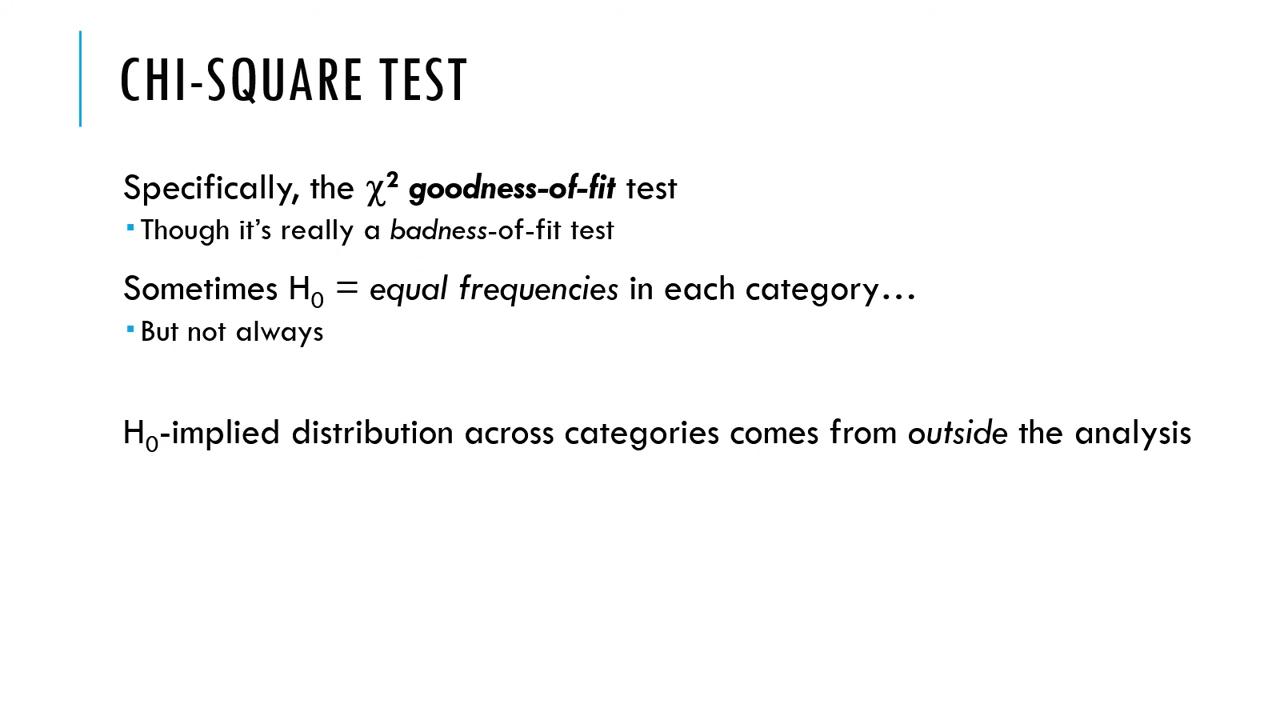 CHI-SQUARE TEST
Specifically, the χ² goodness-of-fit test
▪ Though it’s really a badness-of-fit test
Sometimes H₀ = equal frequencies in each category…
▪ But not always
H₀-implied distribution across categories comes from outside the analysis